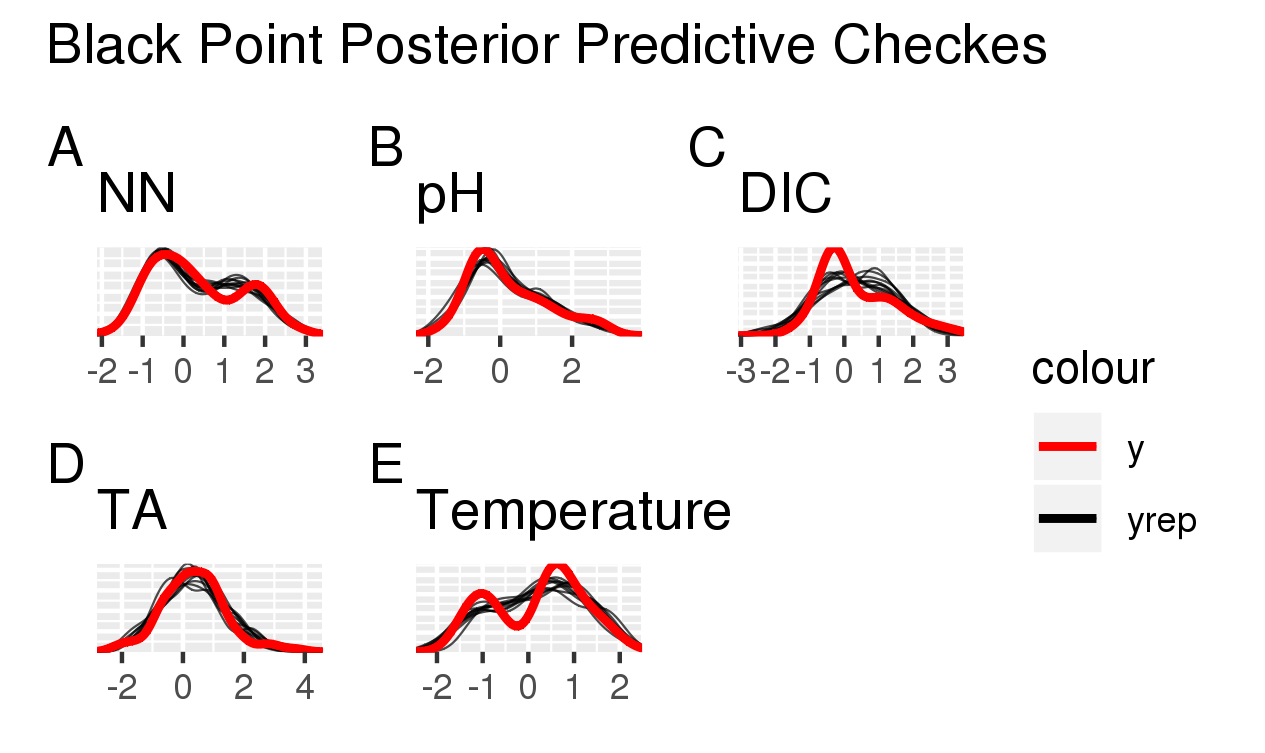 Black Point Posterior Predictive Checkes
A
NN
-2 -1 0 1 2 3
B
pH
-2 0 2
C
DIC
-3 -2 -1 0 1 2 3
D
TA
-2 0 2 4
E
Temperature
-2 -1 0 1 2
colour
y
yrep